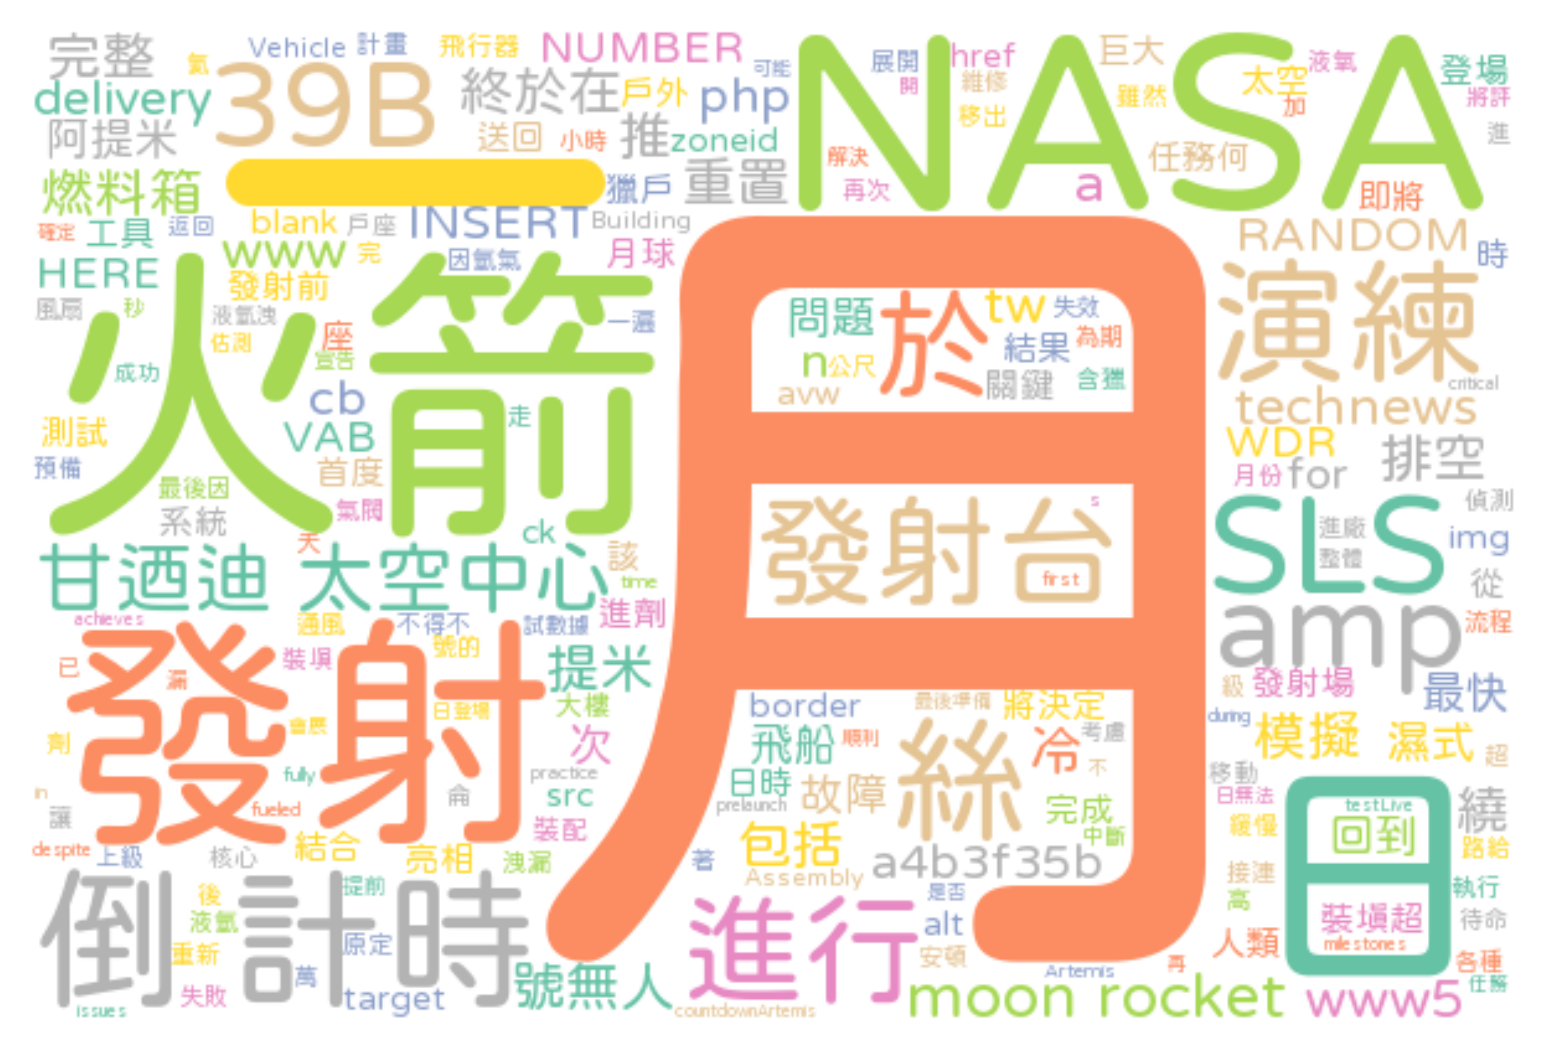 完整
氦
Vehicle
計畫
飛行器
NUMBER
可能
NASA
展開
href
巨大
液氧
登場
delivery
39B
終於在
戶外
php
開
維修
移出
雖然
太空
加
將評
阿提米
送回
小時
推
zoneid
解決
任務何
進
燃料箱
一
獵戶
重置
再次
a
即將
確定
工具
返回
blank
戶座
INSERT
Building
月球
RANDOM
時
HERE
www
完
因氫氣
發射前
風扇
秒
液氫洩
估測
座
宣告
火箭
一遍
月
問題
於
tw
失效
n
公尺
結果
為期
avw
關鍵
含獵
演練
critical
成功
cb
VAB
走
technews
測試
WDR
排空
預備
首度
月份
for
最後因
系統
氣閥
ck
發射台
s
first
SLS
進廠
整體
偵測
img
從
天
甘迺迪
太空中心
該
time
進劑
amp
流程
achieves
通風
不得不
試數據
號的
已
漏
裝填
發射
提米
級
發射場
最快
日登場
大樓
border
最後準備
將決定
during
模擬
濕式
超
劑
會展
次
飛船
順利
絲
冷
考慮
不
移動
fully
practice
日時
prelaunch
故障
in
讓
fueled
侖
src
裝配
完成
中斷
日無法
緩慢
日
testLive
回到
繞
路給
despite
上級
核心
結合
亮相
洩漏
著
包括
Assembly
a4b3f35b
接連
高
執行
倒計時
提前
後
液氫
原定
重新
萬
失敗
target
issues
號無人
進行
是否
alt
安頓
Artemis
countdownArtemis
moon rocket
再
人類
裝填超
milestones
待命
各種
任務
www5